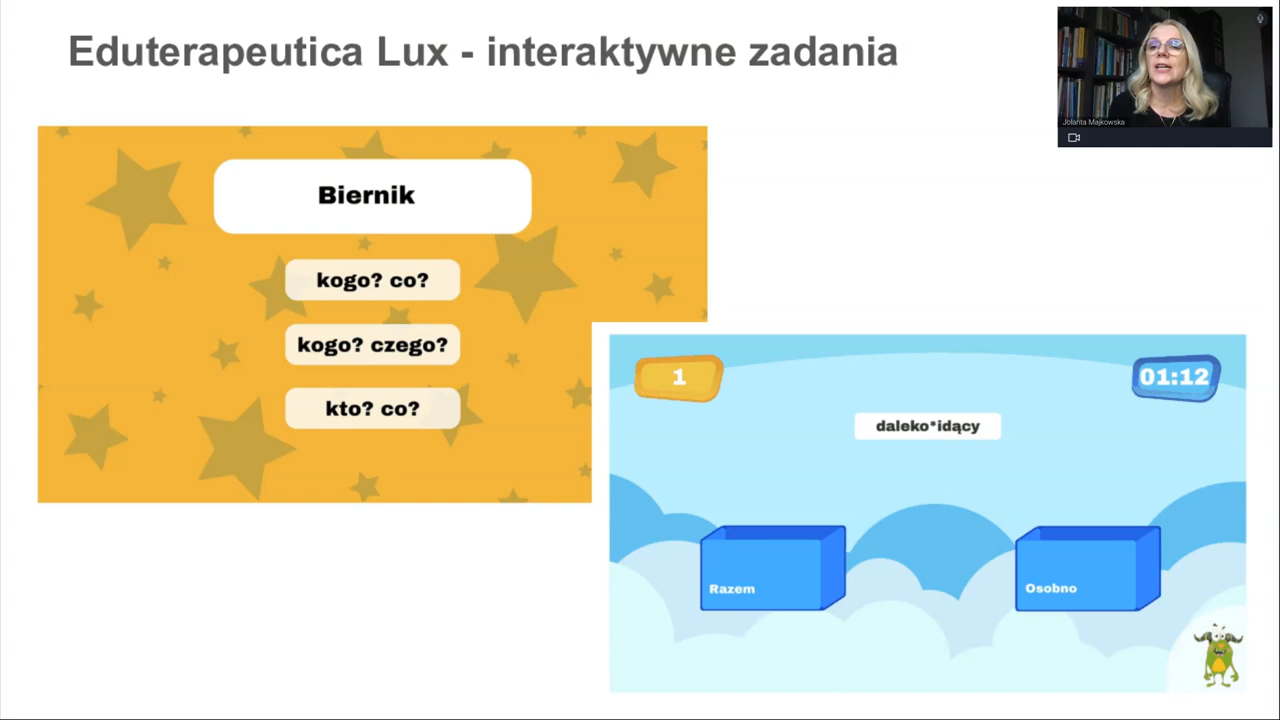 Eduterapeutica Lux - interaktywne zadania
Jolanta Majkowska
Biernik
kogo? co?
kogo? czego?
kto? co?
1
01:12
daleko*idący
Razem
Osobno